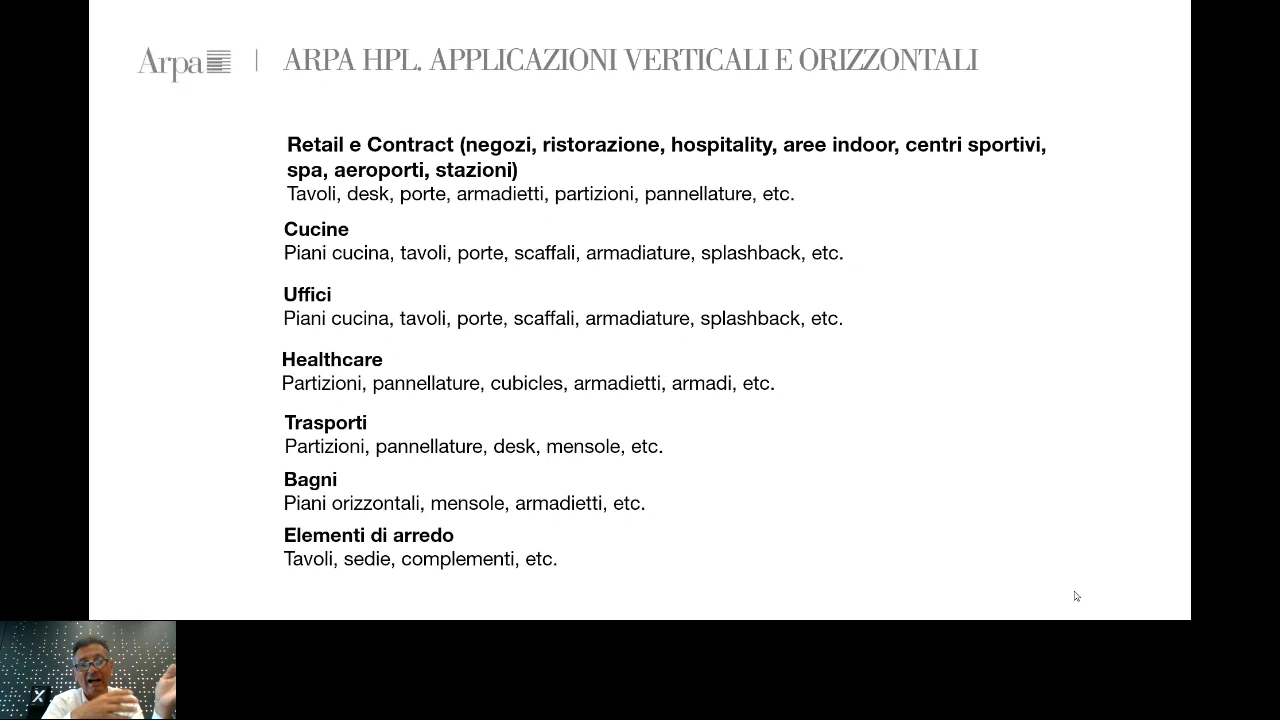 Arpa | ARPA HPL. APPLICAZIONI VERTICALI E ORIZZONTALI
Retail e Contract (negozi, ristorazione, hospitality, aree indoor, centri sportivi,
spa, aeroporti, stazioni)
Tavoli, desk, porte, armadietti, partizioni, pannellature, etc.
Cucine
Piani cucina, tavoli, porte, scaffali, armadiature, splashback, etc.
Uffici
Piani cucina, tavoli, porte, scaffali, armadiature, splashback, etc.
Healthcare
Partizioni, pannellature, cubicles, armadietti, armadi, etc.
Trasporti
Partizioni, pannellature, desk, mensole, etc.
Bagni
Piani orizzontali, mensole, armadietti, etc.
Elementi di arredo
Tavoli, sedie, complementi, etc.
X